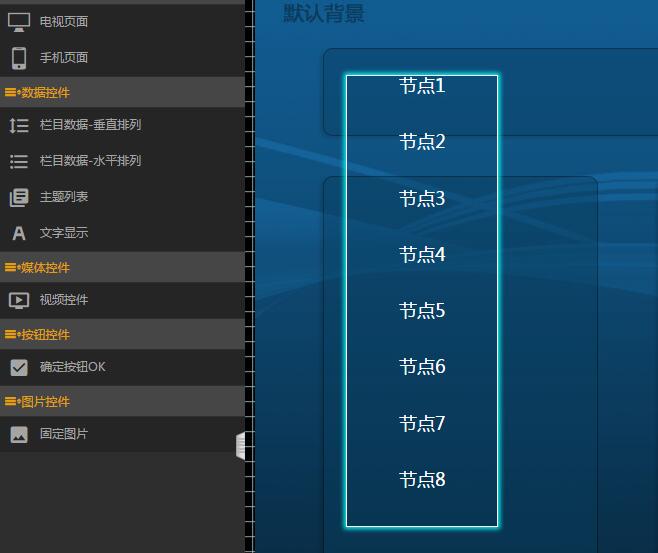 电视页面
手机页面
数据控件
栏目数据-垂直排列
栏目数据-水平排列
主题列表
文字显示
媒体控件
视频控件
按钮控件
确定按钮OK
图片控件
固定图片
默认背景
节点1
节点2
节点3
节点4
节点5
节点6
节点7
节点8